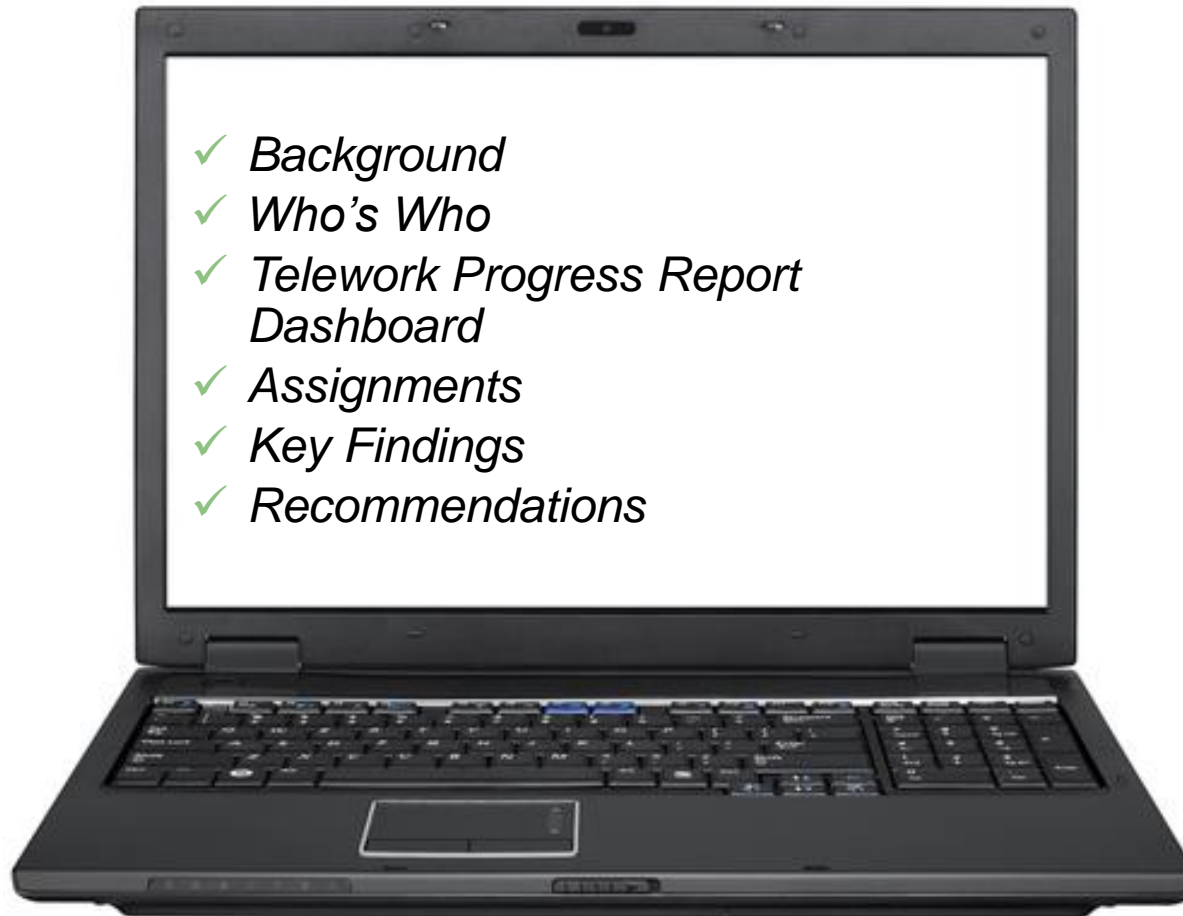 ✓ Background
✓ Who’s Who
✓ Telework Progress Report
Dashboard
✓ Assignments
✓ Key Findings
✓ Recommendations